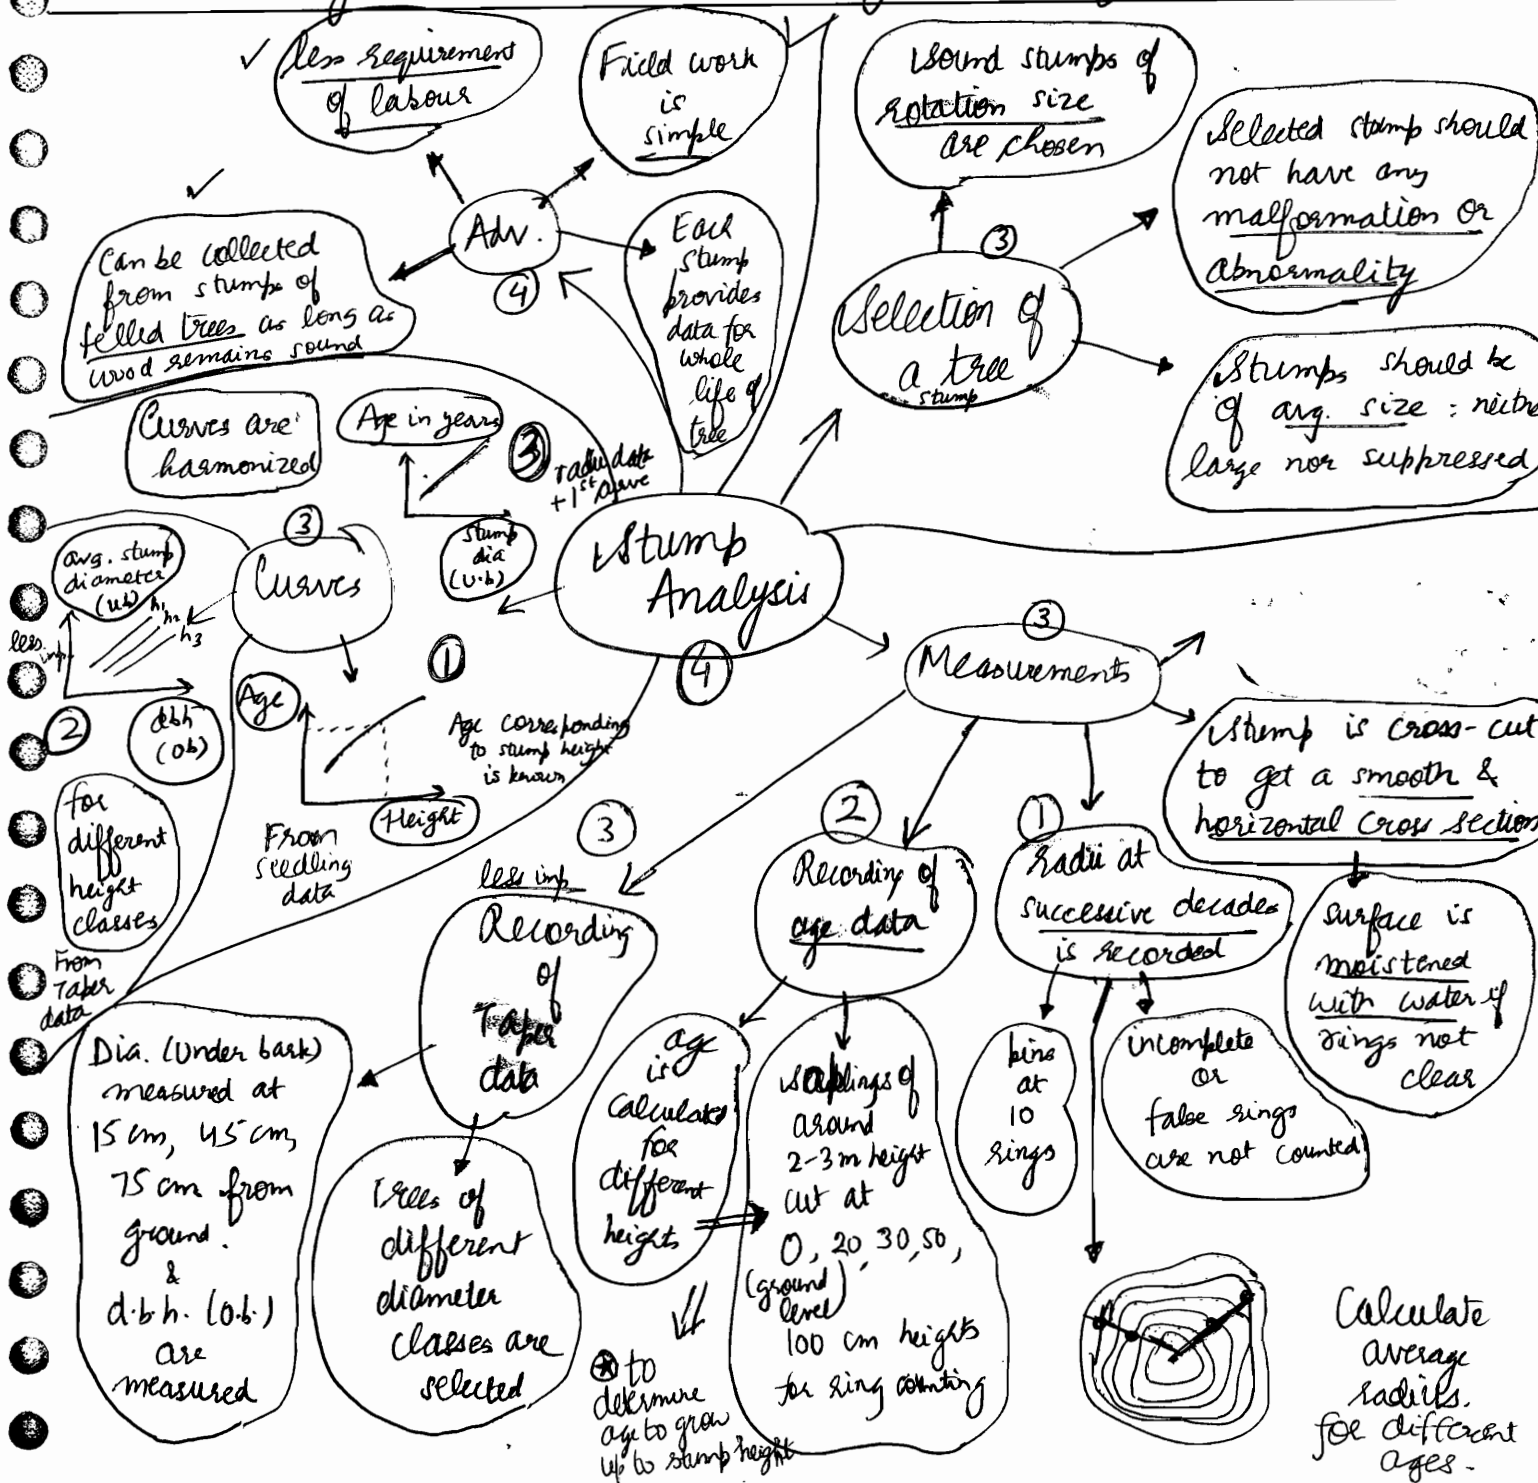 less requirement
of labour
Field work
is
simple
Sound stumps of
rotation size
are chosen
Selected stump should
not have any
malformation or
abnormality
Adv.
4
Can be collected
from stumps of
felled trees as long as
wood remains sound
Each
stump
provides
data for
whole
life of
tree
3
Selection of
a tree
stump
Stumps should be
of avg. size :
large nor suppressed
Curves are
harmonized
Age in years
3
radii data
+ 1st curve
stump
dia
(U.b)
Stump
Analysis
4
3
Curves
avg. stump
diameter
(ub)
h1
h2
h3
less
imp.
2
dbh
(Ob)
for
different
height
classes
From
Taper
data
1
Age
Height
Age corresponding
to stump height
is known
From
seedling
data
3
Measurements
Stump is cross-cut
to get a smooth &
horizontal cross section
surface is
moistened
with water if
rings not
clear
1
radii at
successive decades
is recorded
pins
at
10
rings
incomplete
or
false rings
are not counted
Calculate
average
radius.
for different
ages.
2
Recording of
age data
age
is
calculated
for
different
heights
to
determine
age to grow
up to stump height
saplings of
around
2-3 m height
cut at
0, 20, 30, 50,
(ground
level)
100 cm heights
for ring counting
3
less imp
Recording
of
Taper
data
Dia. (Under bark)
measured at
15 cm, 45 cm,
75 cm from
ground.
&
d.b.h. (O.b.)
are
measured
Trees of
different
diameter
classes are
selected